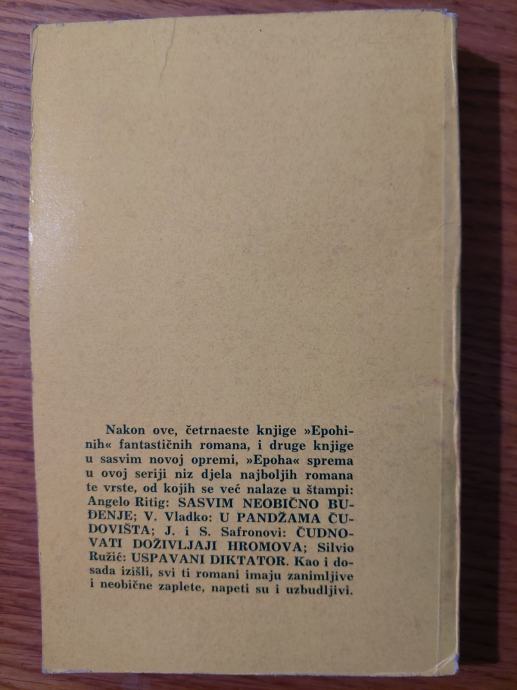 Nakon ove, četrnaeste knjige »Epohi-
nih« fantastičnih romana, i druge knjige
u sasvim novoj opremi, »Epoha« sprema
u ovoj seriji niz djela najboljih romana
te vrste, od kojih se već nalaze u štampi:
Angelo Ritig: SASVIM NEOBIČNO BU-
ĐENJE; V. Vladko: U PANDŽAMA ČU-
DOVIŠTA; J. i S. Safronovi: ČUDNO-
VATI DOŽIVLJAJI HROMOVA; Silvio
Ružić: USPAVANI DIKTATOR. Kao i do-
sada izišli, svi ti romani imaju zanimljive
i neobične zaplete, napeti su i uzbudljivi.